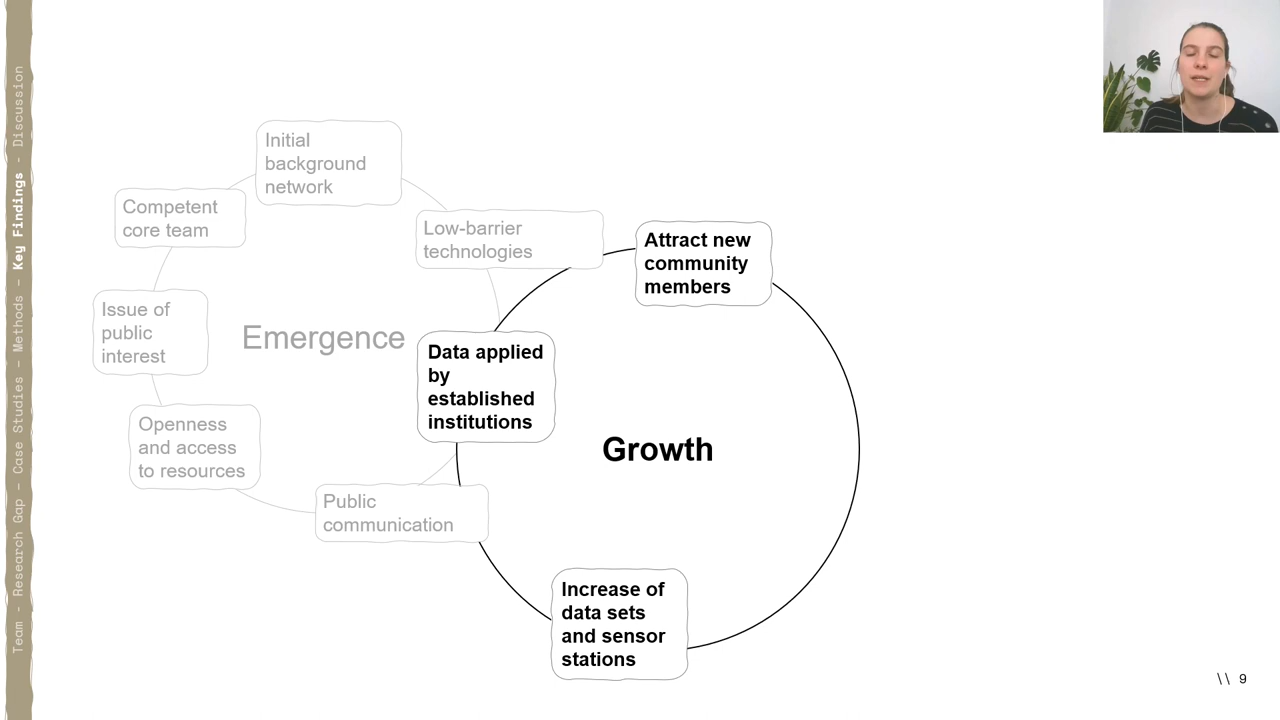 Team - Research Gap - Case Studies - Methods - Key Findings - Discussion
Initial
background
network
Competent
core team
Low-barrier
technologies
Attract new
community
members
Issue of
public
interest
Emergence
Data applied
by
established
institutions
Openness
and access
to resources
Growth
Public
communication
Increase of
data sets
and sensor
stations
\\ 9